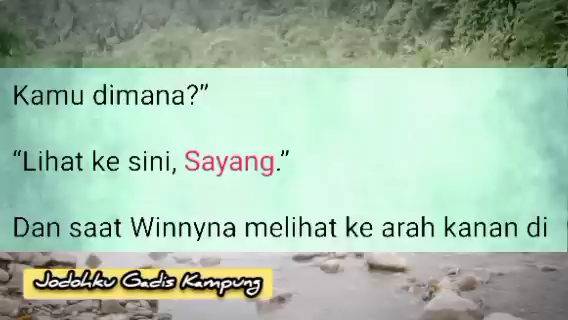 Kamu dimana?”
“Lihat ke sini, Sayang.”
Dan saat Winnyna melihat ke arah kanan di
Jodohku Gadis Kampung